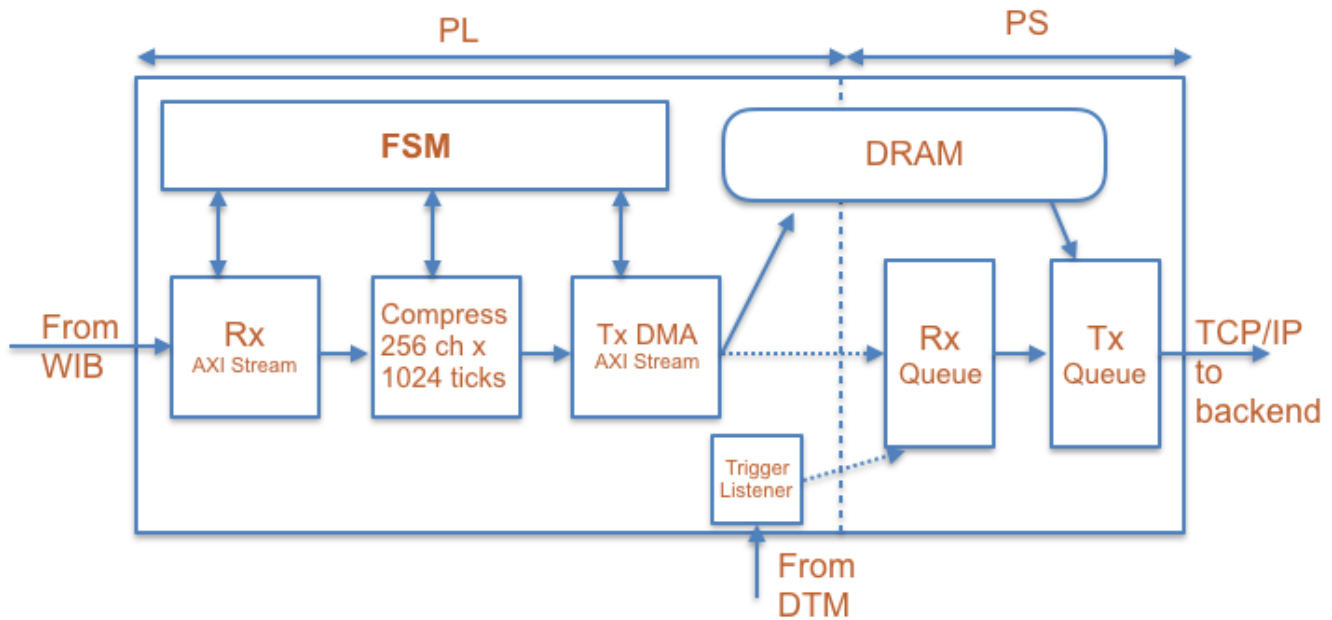 PL
PS
FSM
DRAM
From
WIB
Rx
AXI Stream
Compress
256 ch x
1024 ticks
Tx DMA
AXI Stream
Rx
Queue
Tx
Queue
TCP/IP
to
backend
Trigger
Listener
From
DTM